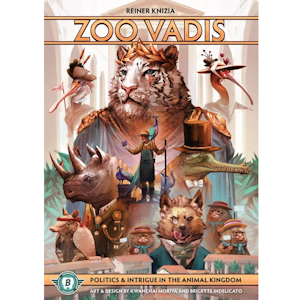 REINER KNIZIA
ZOO VADIS
B
POLITICS & INTRIGUE IN THE ANIMAL KINGDOM
ART & DESIGN BY KWANCHAI MORIYA AND BRIGETTE INDELICATO